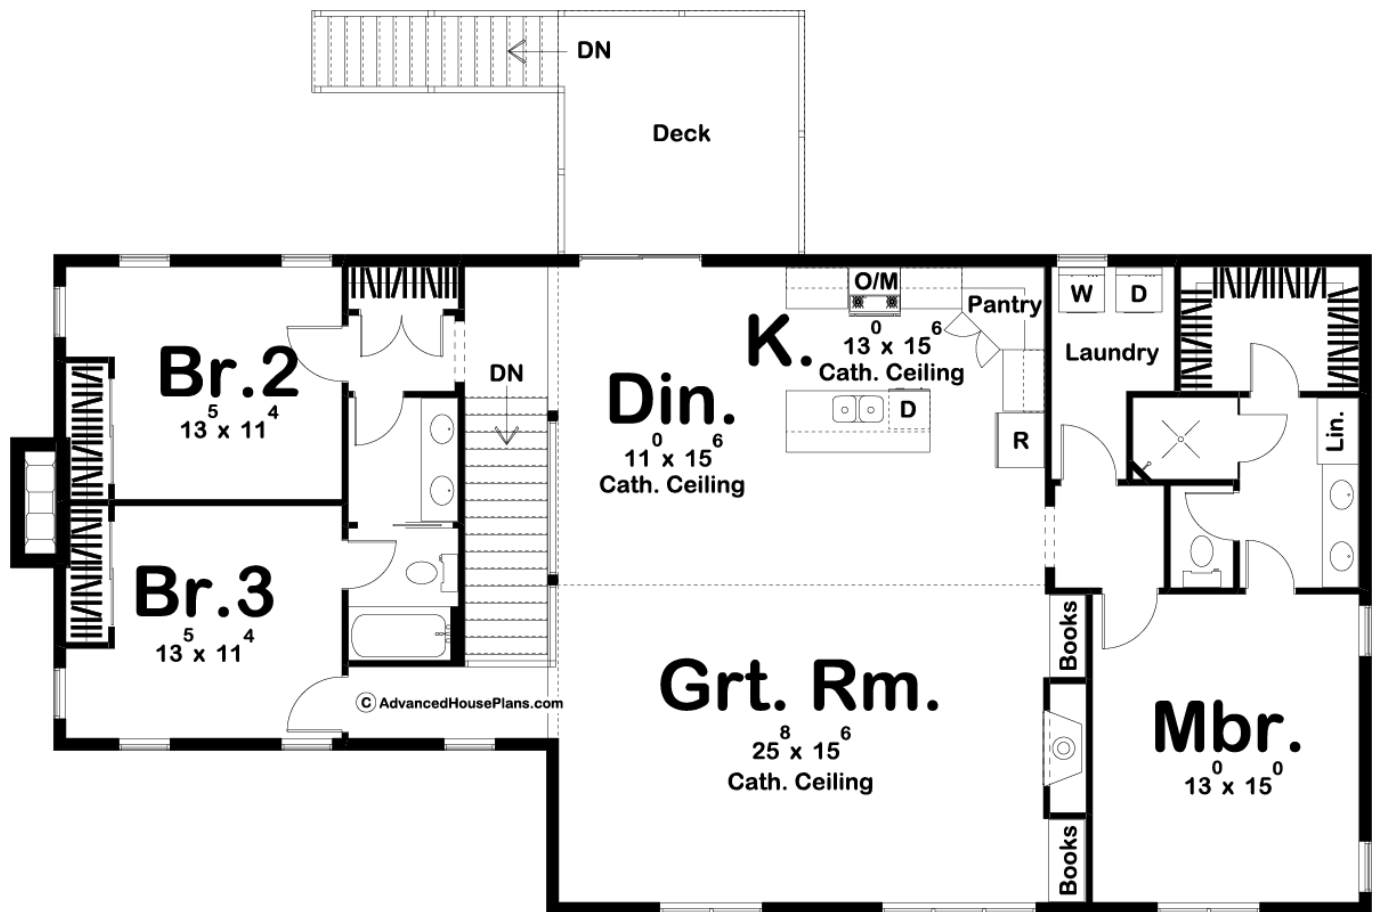 DN
Deck
O/M
Pantry
W
D
K.
13⁰ x 15⁶
Cath. Ceiling
Laundry
Br.2
13⁵ x 11⁴
DN
Din.
11⁰ x 15⁶
Cath. Ceiling
D
R
Lin.
Br.3
13⁵ x 11⁴
Books
© AdvancedHousePlans.com
Grt. Rm.
25⁸ x 15⁶
Cath. Ceiling
Mbr.
13⁰ x 15⁰
Books